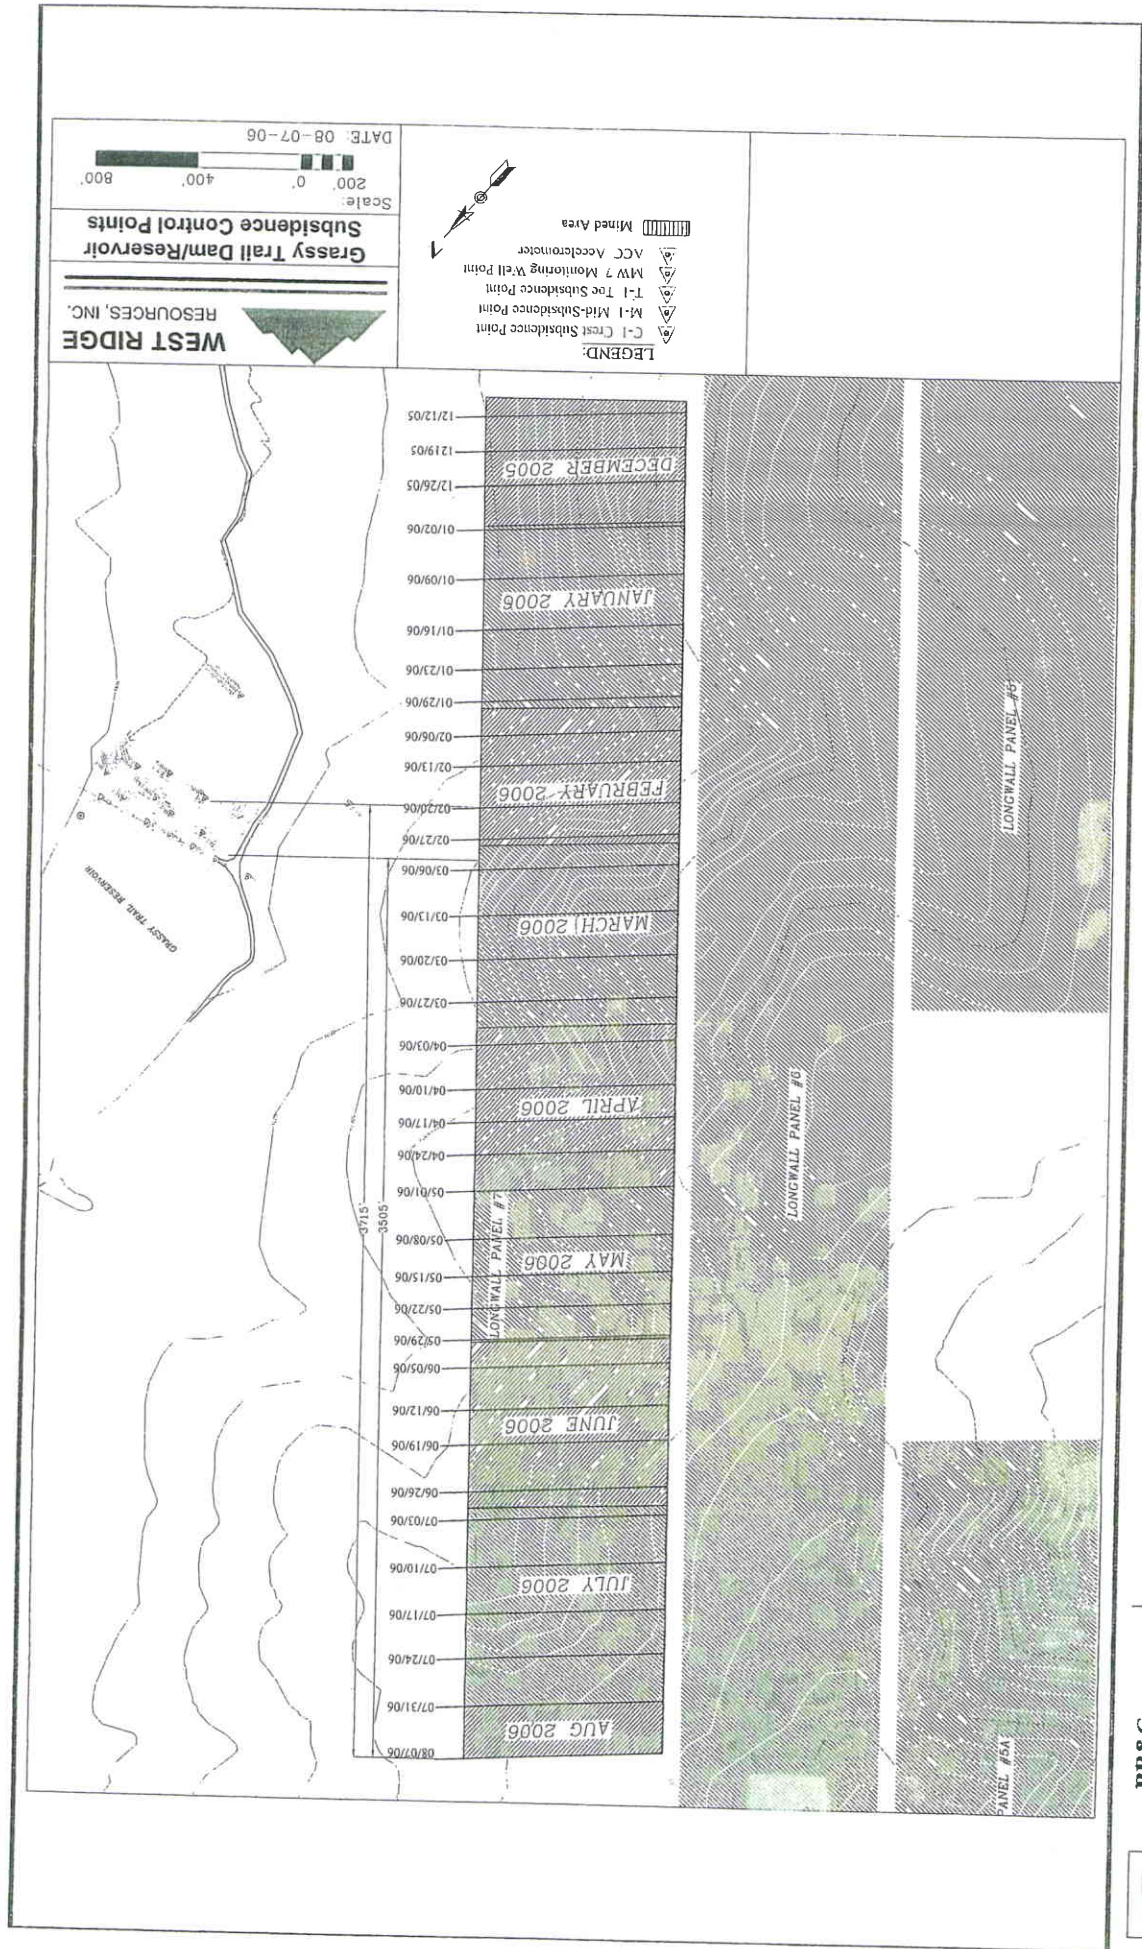 WEST RIDGE
RESOURCES, INC.
Grassy Trail Dam/Reservoir
Subsidence Control Points
Scale:
200' 0' 400' 800'
DATE: 08-07-06
LEGEND:
C-1 Crest Subsidence Point
M-1 Mid-Subsidence Point
T-1 Toe Subsidence Point
MW 7 Monitoring Well Point
ACC Accelerometer
Mined Area
N
08/07/06
AUG 2006
07/31/06
07/24/06
07/17/06
JULY 2006
07/10/06
07/03/06
06/26/06
06/19/06
JUNE 2006
06/12/06
06/05/06
05/29/06
05/22/06
05/15/06
MAY 2006
05/08/06
05/01/06
04/24/06
04/17/06
APRIL 2006
04/10/06
04/03/06
03/27/06
03/20/06
MARCH 2006
03/13/06
03/06/06
02/27/06
02/20/06
FEBRUARY 2006
02/13/06
02/06/06
01/29/06
01/23/06
01/16/06
JANUARY 2006
01/09/06
01/02/06
12/26/05
DECEMBER 2005
1219/05
12/12/05
3715'
3505'
GRASSY TRAIL RESERVOIR
LONGWALL PANEL #7
LONGWALL PANEL #6
LONGWALL PANEL #5
PANEL #5A